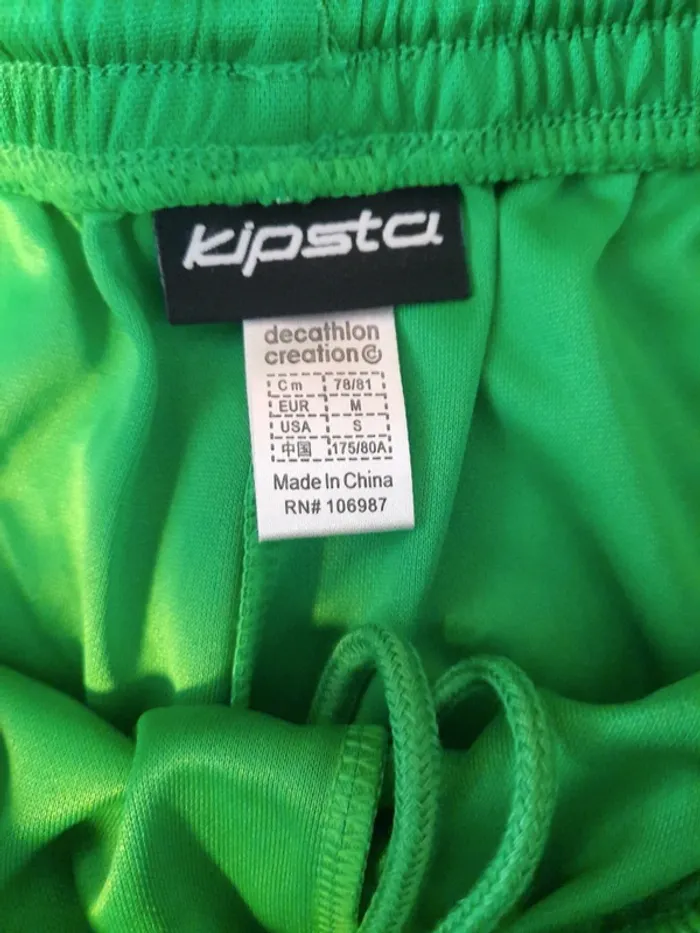 kipsta
decathlon
creation
Cm 78/81
EUR M
USA S
中国 175/80A
Made In China
RN# 106987